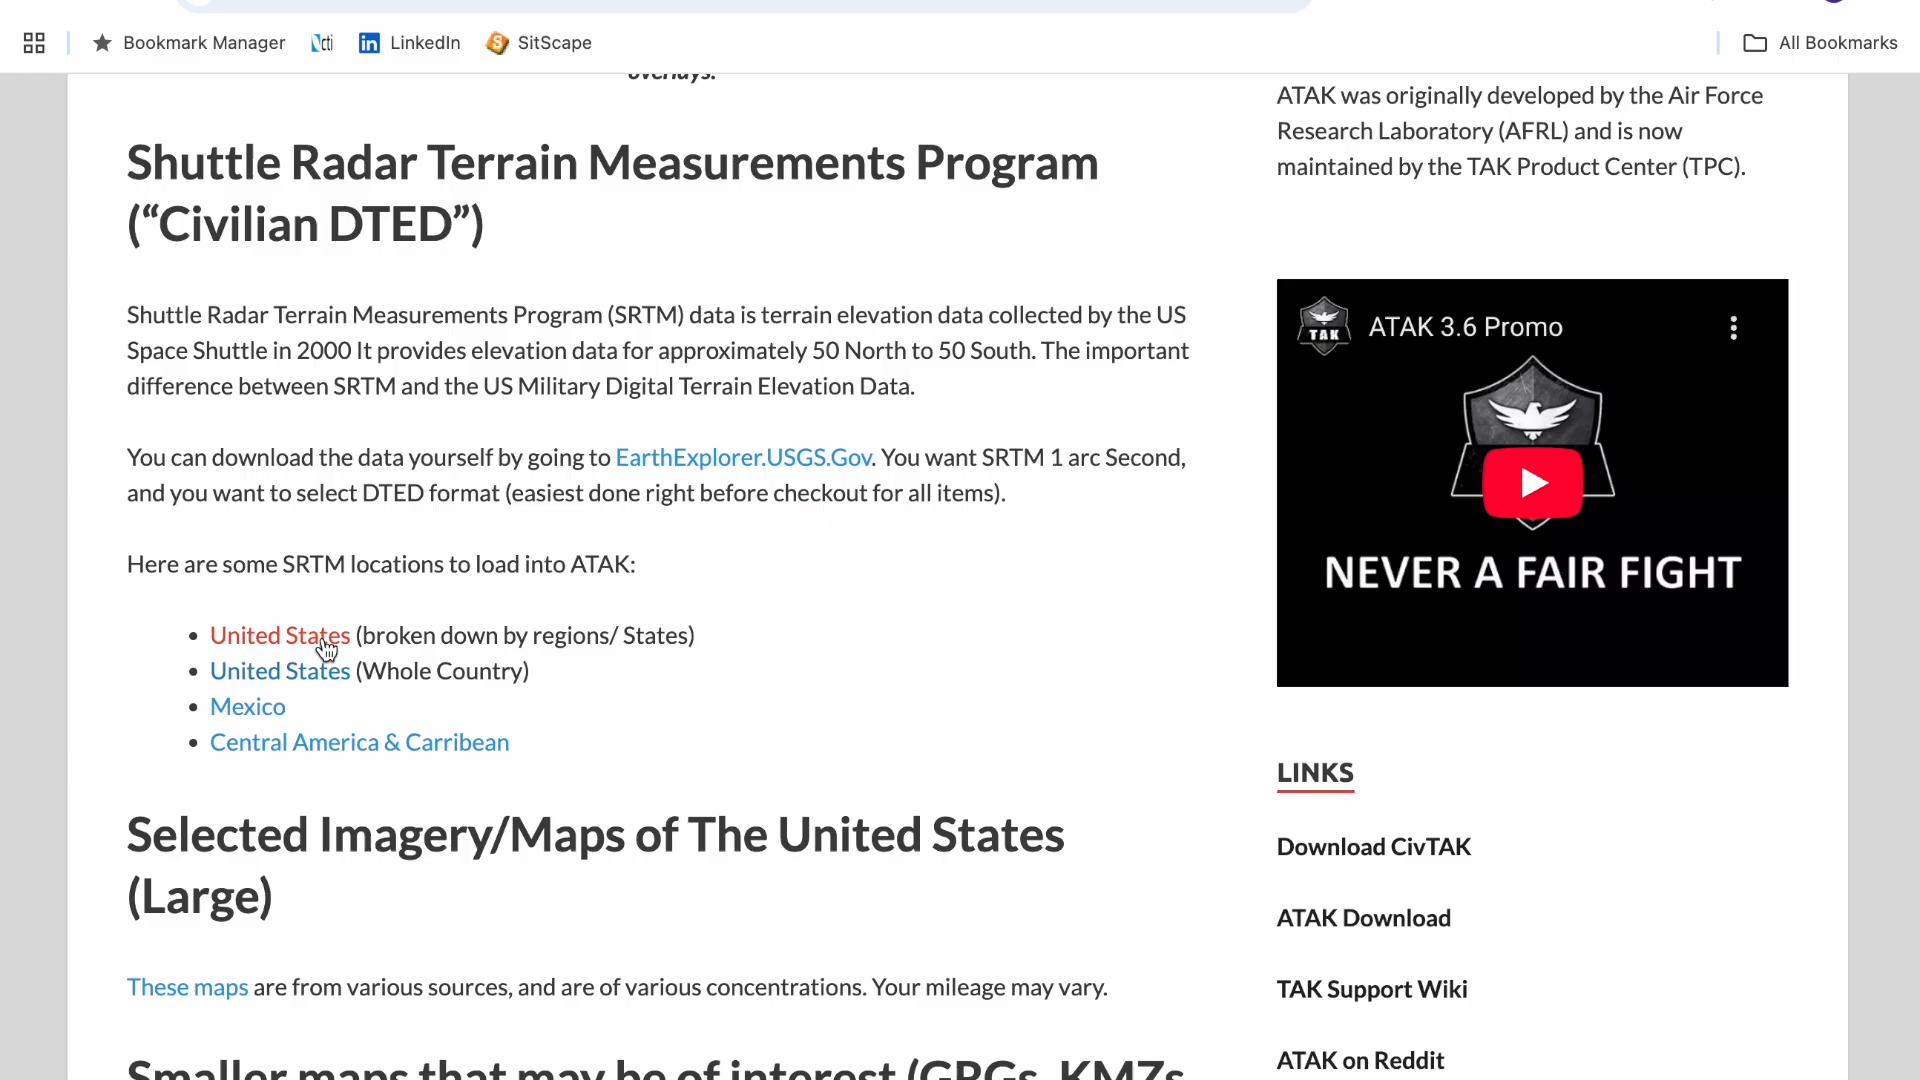 Bookmark Manager
cti
LinkedIn
SitScape
All Bookmarks
overlays.
Shuttle Radar Terrain Measurements Program
(“Civilian DTED”)
Shuttle Radar Terrain Measurements Program (SRTM) data is terrain elevation data collected by the US
Space Shuttle in 2000 It provides elevation data for approximately 50 North to 50 South. The important
difference between SRTM and the US Military Digital Terrain Elevation Data.
You can download the data yourself by going to EarthExplorer.USGS.Gov. You want SRTM 1 arc Second,
and you want to select DTED format (easiest done right before checkout for all items).
Here are some SRTM locations to load into ATAK:
• United States (broken down by regions/ States)
• United States (Whole Country)
• Mexico
• Central America & Carribean
Selected Imagery/Maps of The United States
(Large)
These maps are from various sources, and are of various concentrations. Your mileage may vary.
Smaller maps that may be of interest (GRGs, KMZs
ATAK was originally developed by the Air Force
Research Laboratory (AFRL) and is now
maintained by the TAK Product Center (TPC).
TAK
ATAK 3.6 Promo
NEVER A FAIR FIGHT
LINKS
Download CivTAK
ATAK Download
TAK Support Wiki
ATAK on Reddit